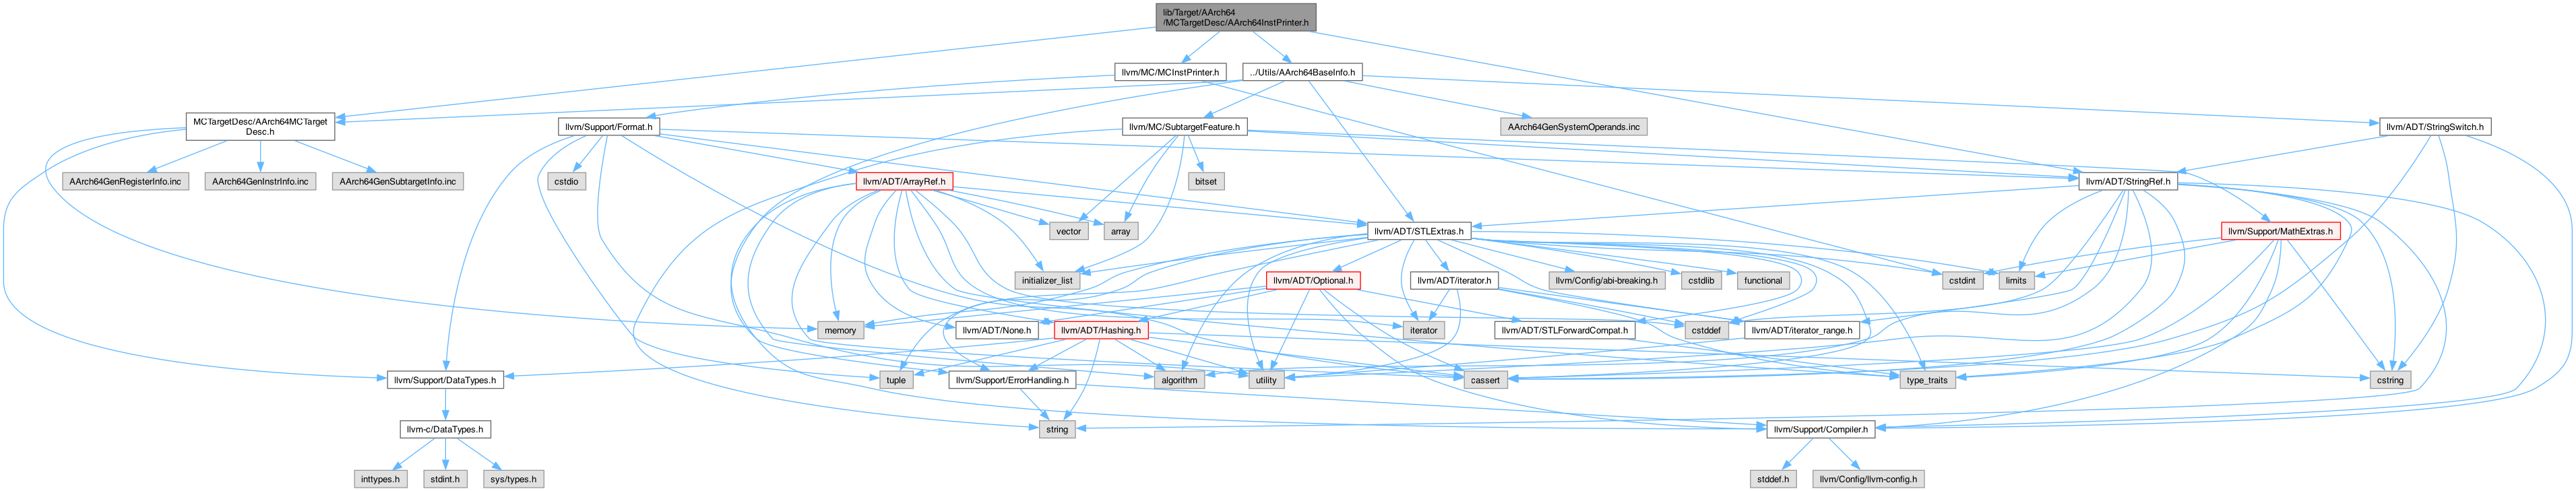 lib/Target/AArch64
/MCTargetDesc/AArch64InstPrinter.h
llvm/MC/MCInstPrinter.h
../Utils/AArch64BaseInfo.h
MCTargetDesc/AArch64MCTarget
Desc.h
llvm/Support/Format.h
llvm/MC/SubtargetFeature.h
AArch64GenSystemOperands.inc
llvm/ADT/StringSwitch.h
AArch64GenRegisterInfo.inc
AArch64GenInstrInfo.inc
AArch64GenSubtargetInfo.inc
cstdio
llvm/ADT/ArrayRef.h
bitset
llvm/ADT/StringRef.h
vector
array
llvm/ADT/STLExtras.h
llvm/Support/MathExtras.h
initializer_list
llvm/ADT/Optional.h
llvm/ADT/iterator.h
llvm/Config/abi-breaking.h
cstdlib
functional
cstdint
limits
memory
llvm/ADT/None.h
llvm/ADT/Hashing.h
iterator
llvm/ADT/STLForwardCompat.h
cstddef
llvm/ADT/iterator_range.h
llvm/Support/DataTypes.h
tuple
llvm/Support/ErrorHandling.h
algorithm
utility
cassert
type_traits
cstring
llvm-c/DataTypes.h
string
llvm/Support/Compiler.h
inttypes.h
stdint.h
sys/types.h
stddef.h
llvm/Config/llvm-config.h